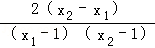 2 ( x₂ − x₁ )
( x₁ − 1 ) ( x₂ − 1 )